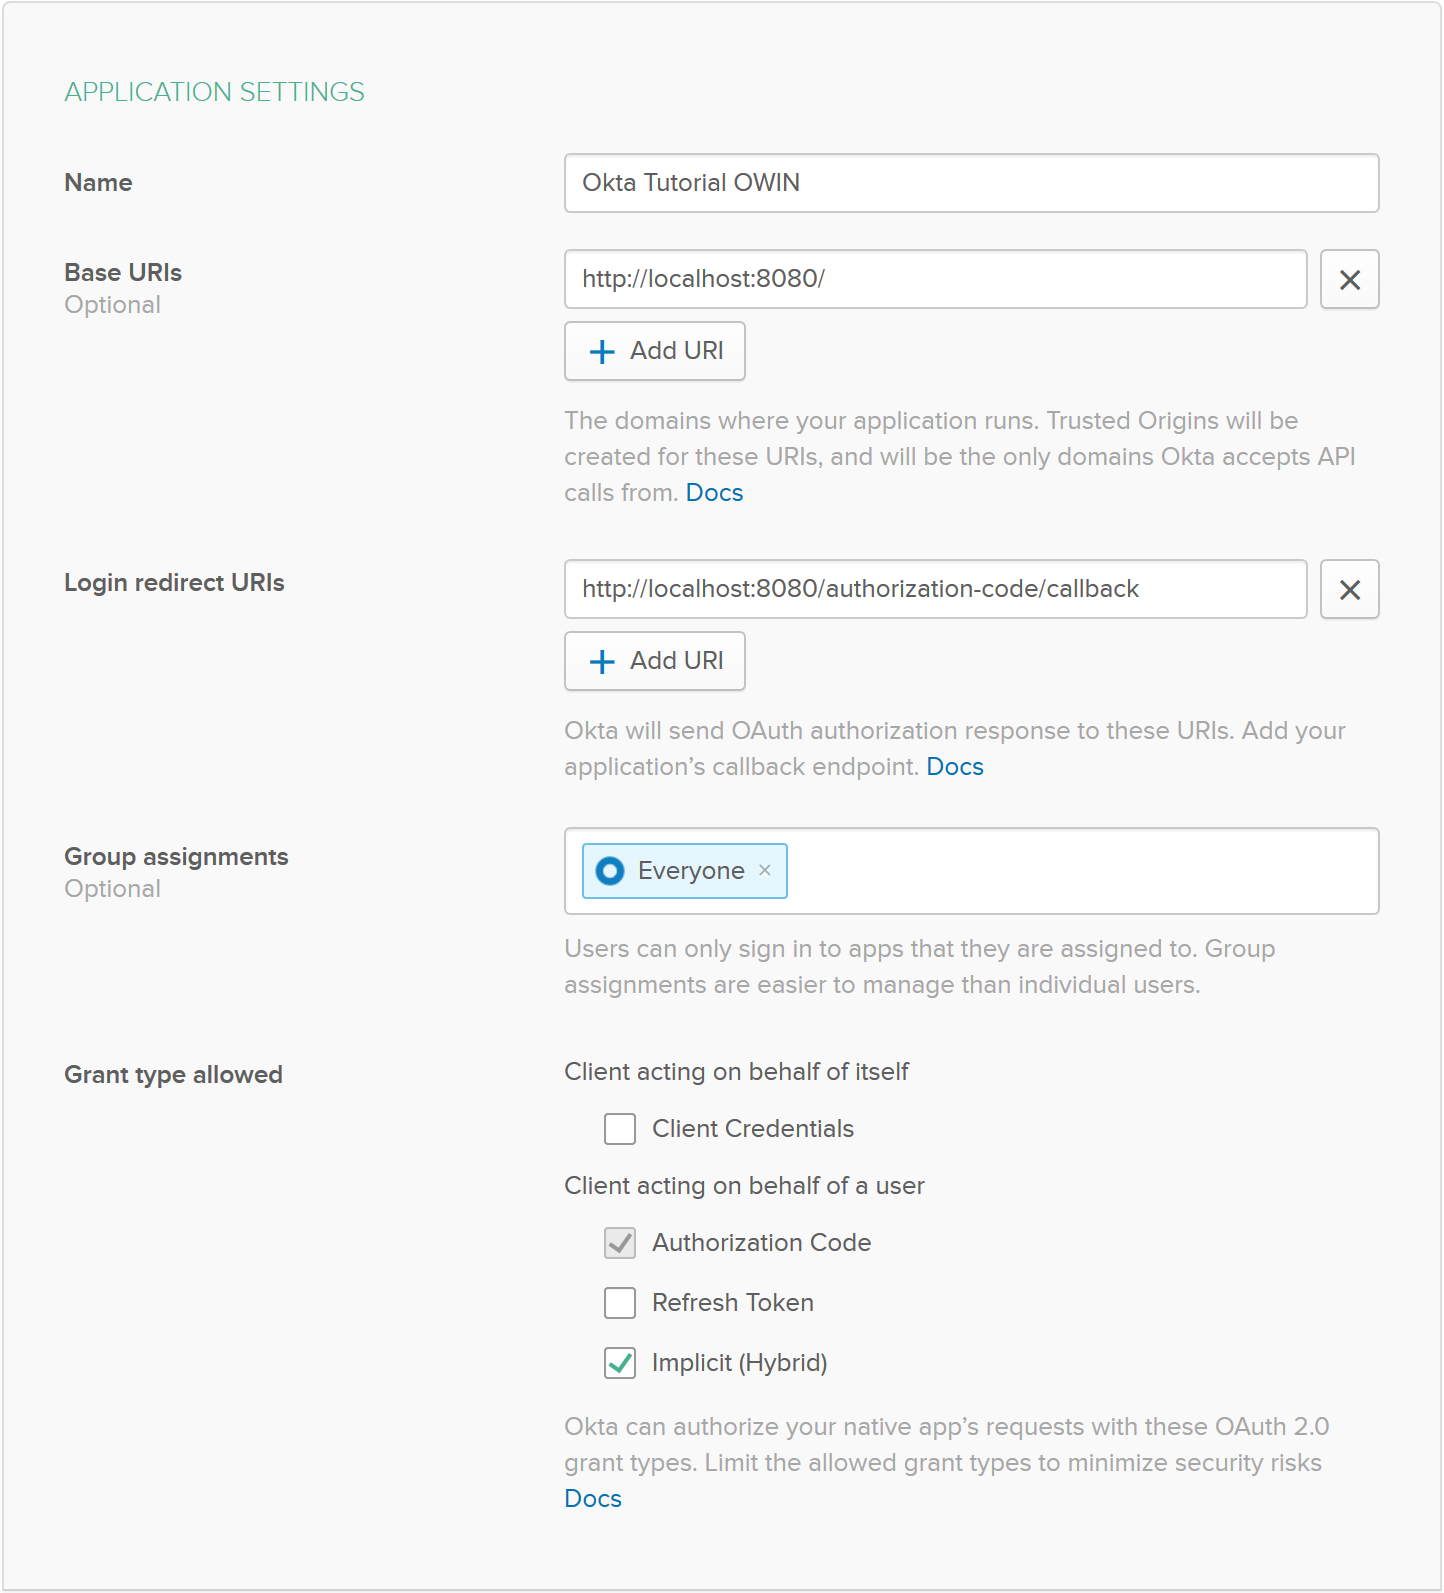 APPLICATION SETTINGS
Name
Okta Tutorial OWIN
Base URIs
Optional
http://localhost:8080/
Add URI
The domains where your application runs. Trusted Origins will be
created for these URIs, and will be the only domains Okta accepts API
calls from. Docs
Login redirect URIs
http://localhost:8080/authorization-code/callback
Add URI
Okta will send OAuth authorization response to these URIs. Add your
application’s callback endpoint. Docs
Group assignments
Optional
Everyone
Users can only sign in to apps that they are assigned to. Group
assignments are easier to manage than individual users.
Grant type allowed
Client acting on behalf of itself
Client Credentials
Client acting on behalf of a user
Authorization Code
Refresh Token
Implicit (Hybrid)
Okta can authorize your native app’s requests with these OAuth 2.0
grant types. Limit the allowed grant types to minimize security risks
Docs